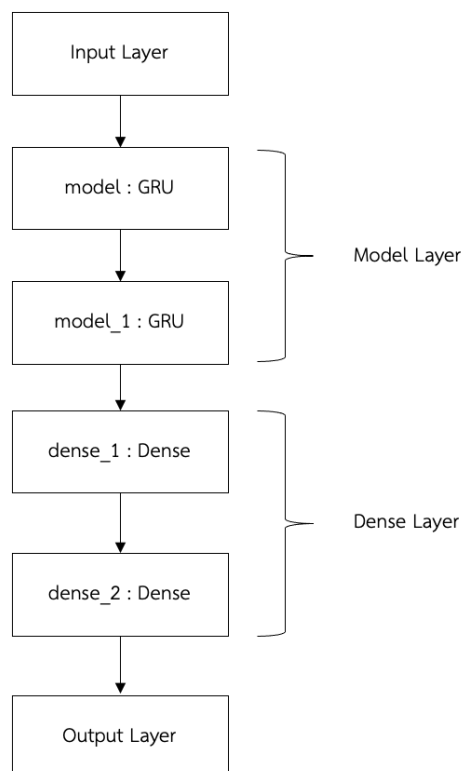 Input Layer
model : GRU
model_1 : GRU
Model Layer
dense_1 : Dense
dense_2 : Dense
Dense Layer
Output Layer